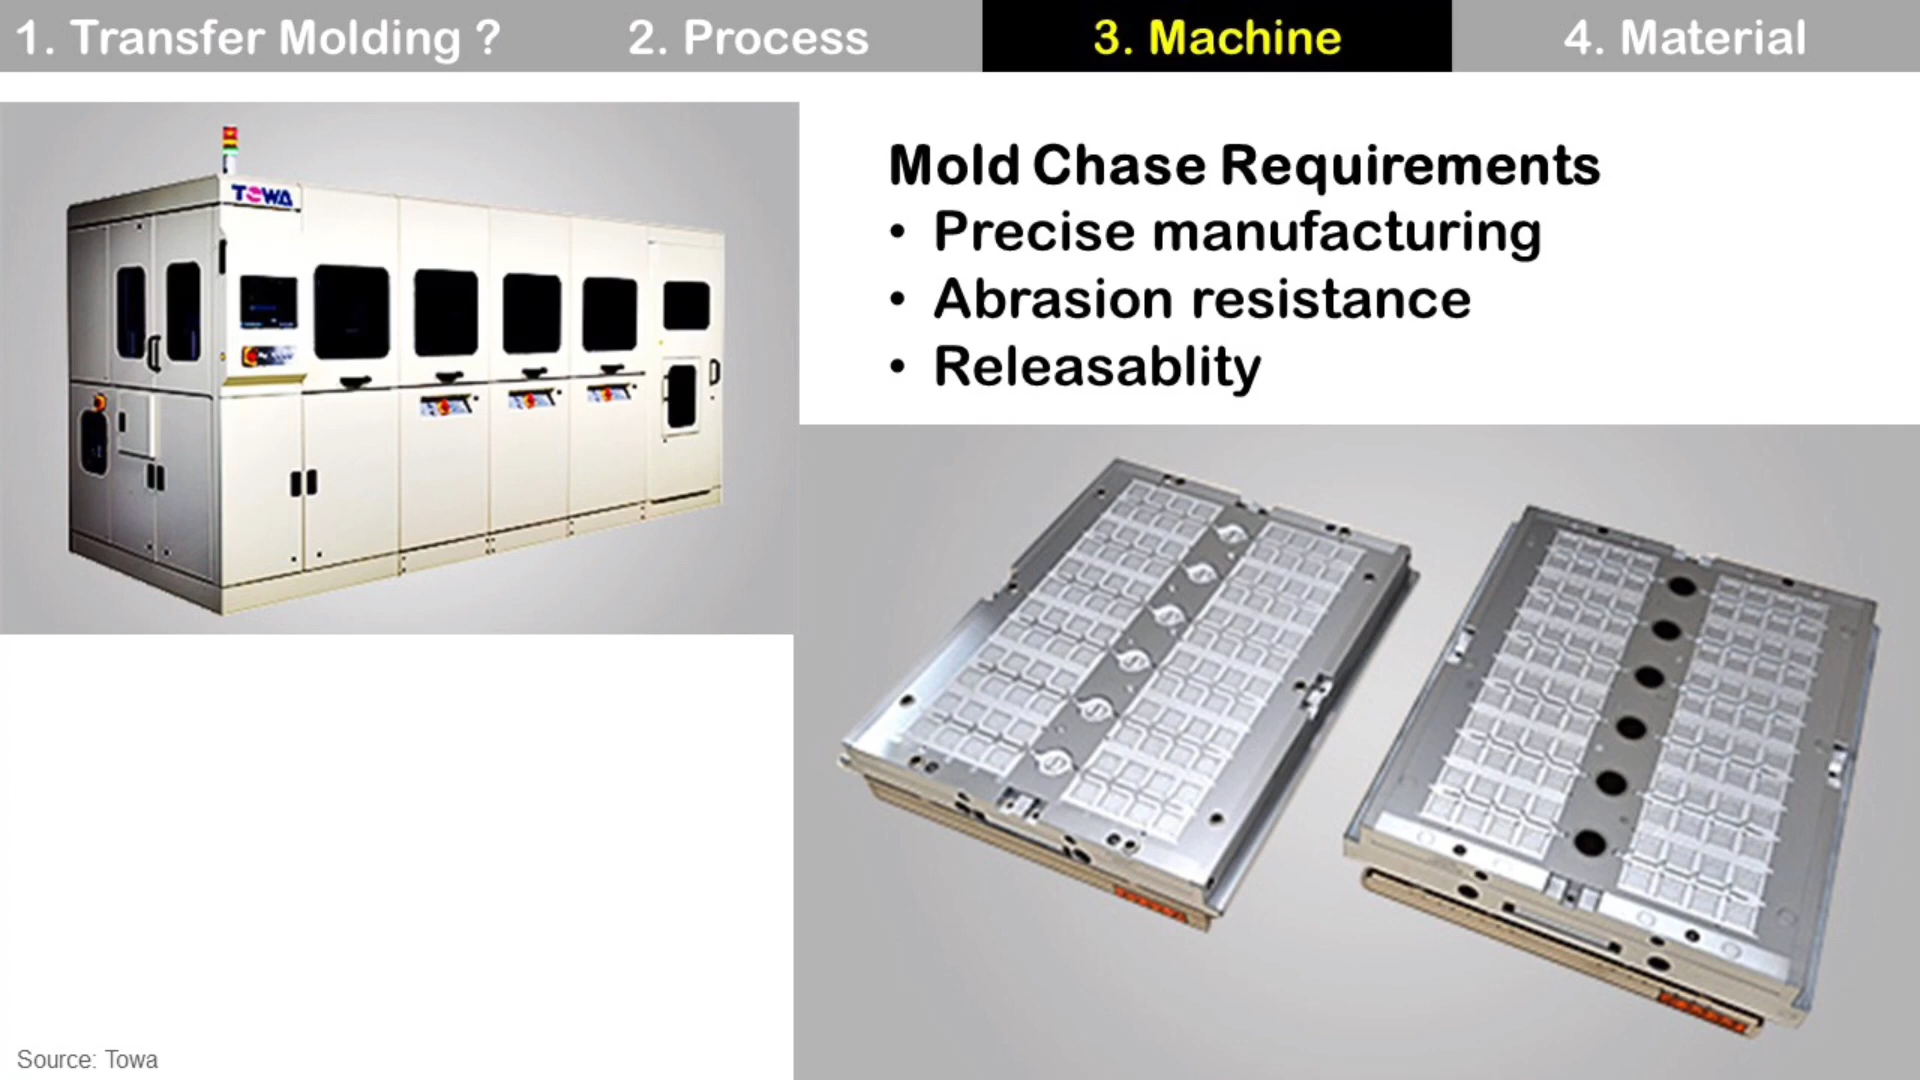 1. Transfer Molding ?
2. Process
3. Machine
4. Material
TOWA
Mold Chase Requirements
• Precise manufacturing
• Abrasion resistance
• Releasablity
Source: Towa